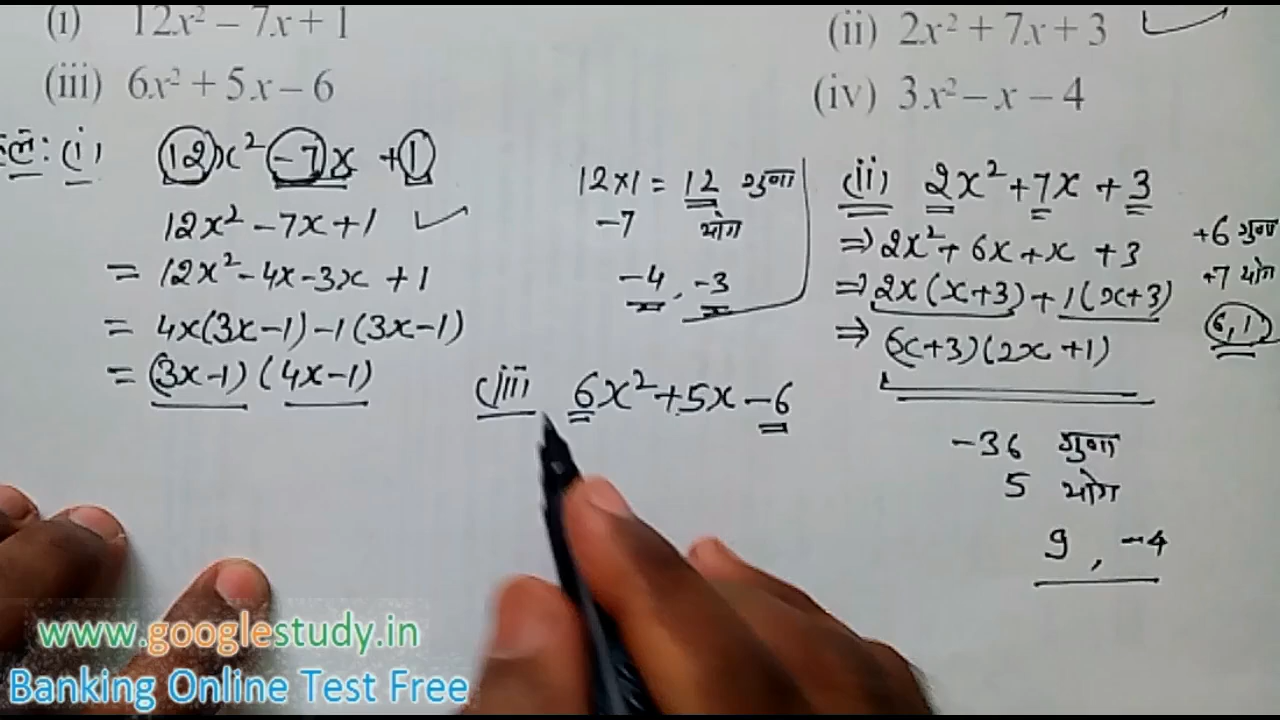 (i) 12x² – 7x + 1
(ii) 2x² + 7x + 3
(iii) 6x² + 5x – 6
(iv) 3x² – x – 4
हल: (i) 12x² -7x +1
12x² - 7x + 1
= 12x² - 4x - 3x + 1
= 4x(3x-1) - 1(3x-1)
= (3x-1)(4x-1)
12×1 = 12 गुणा
-7 योग
-4, -3
(ii) 2x² + 7x + 3
⇒ 2x² + 6x + x + 3
⇒ 2x(x+3) + 1(x+3)
⇒ (x+3)(2x+1)
+6 गुणा
+7 योग
6, 1
(iii) 6x² + 5x - 6
-36 गुणा
5 योग
9, -4
www.googlestudy.in
Banking Online Test Free